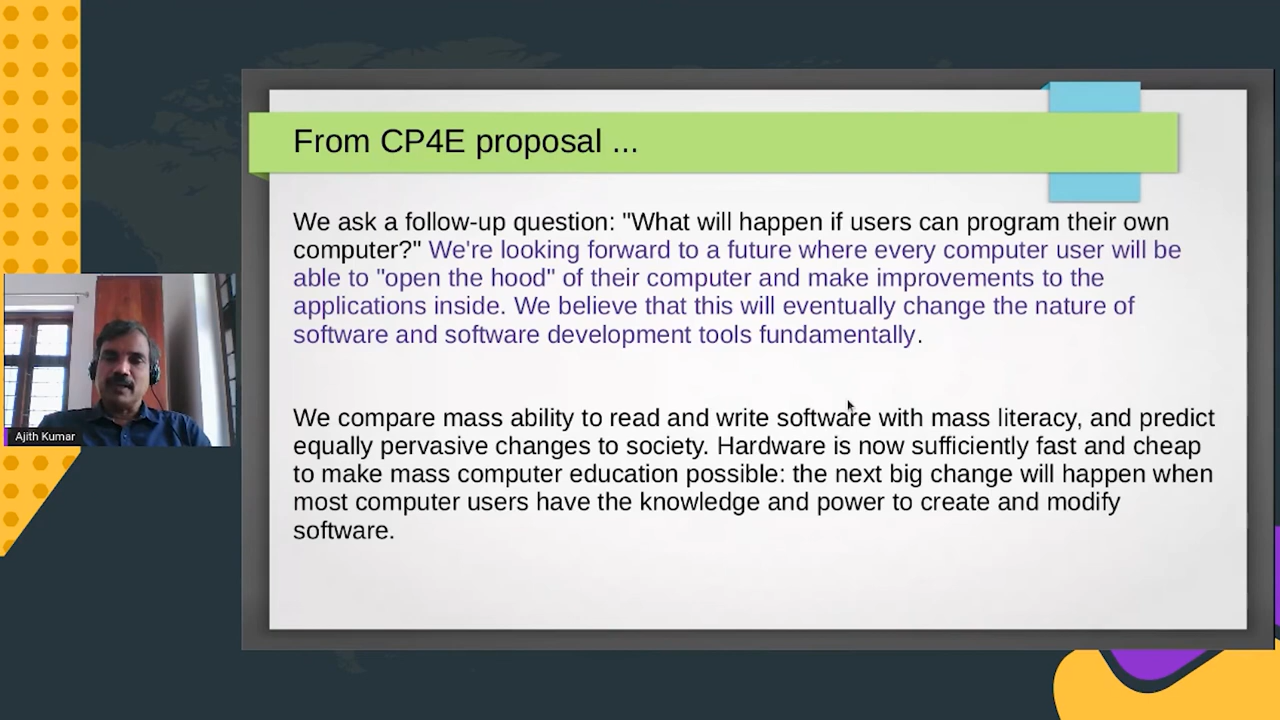 From CP4E proposal ...
We ask a follow-up question: "What will happen if users can program their own
computer?" We're looking forward to a future where every computer user will be
able to "open the hood" of their computer and make improvements to the
applications inside. We believe that this will eventually change the nature of
software and software development tools fundamentally.
We compare mass ability to read and write software with mass literacy, and predict
equally pervasive changes to society. Hardware is now sufficiently fast and cheap
to make mass computer education possible: the next big change will happen when
most computer users have the knowledge and power to create and modify
software.
Ajith Kumar